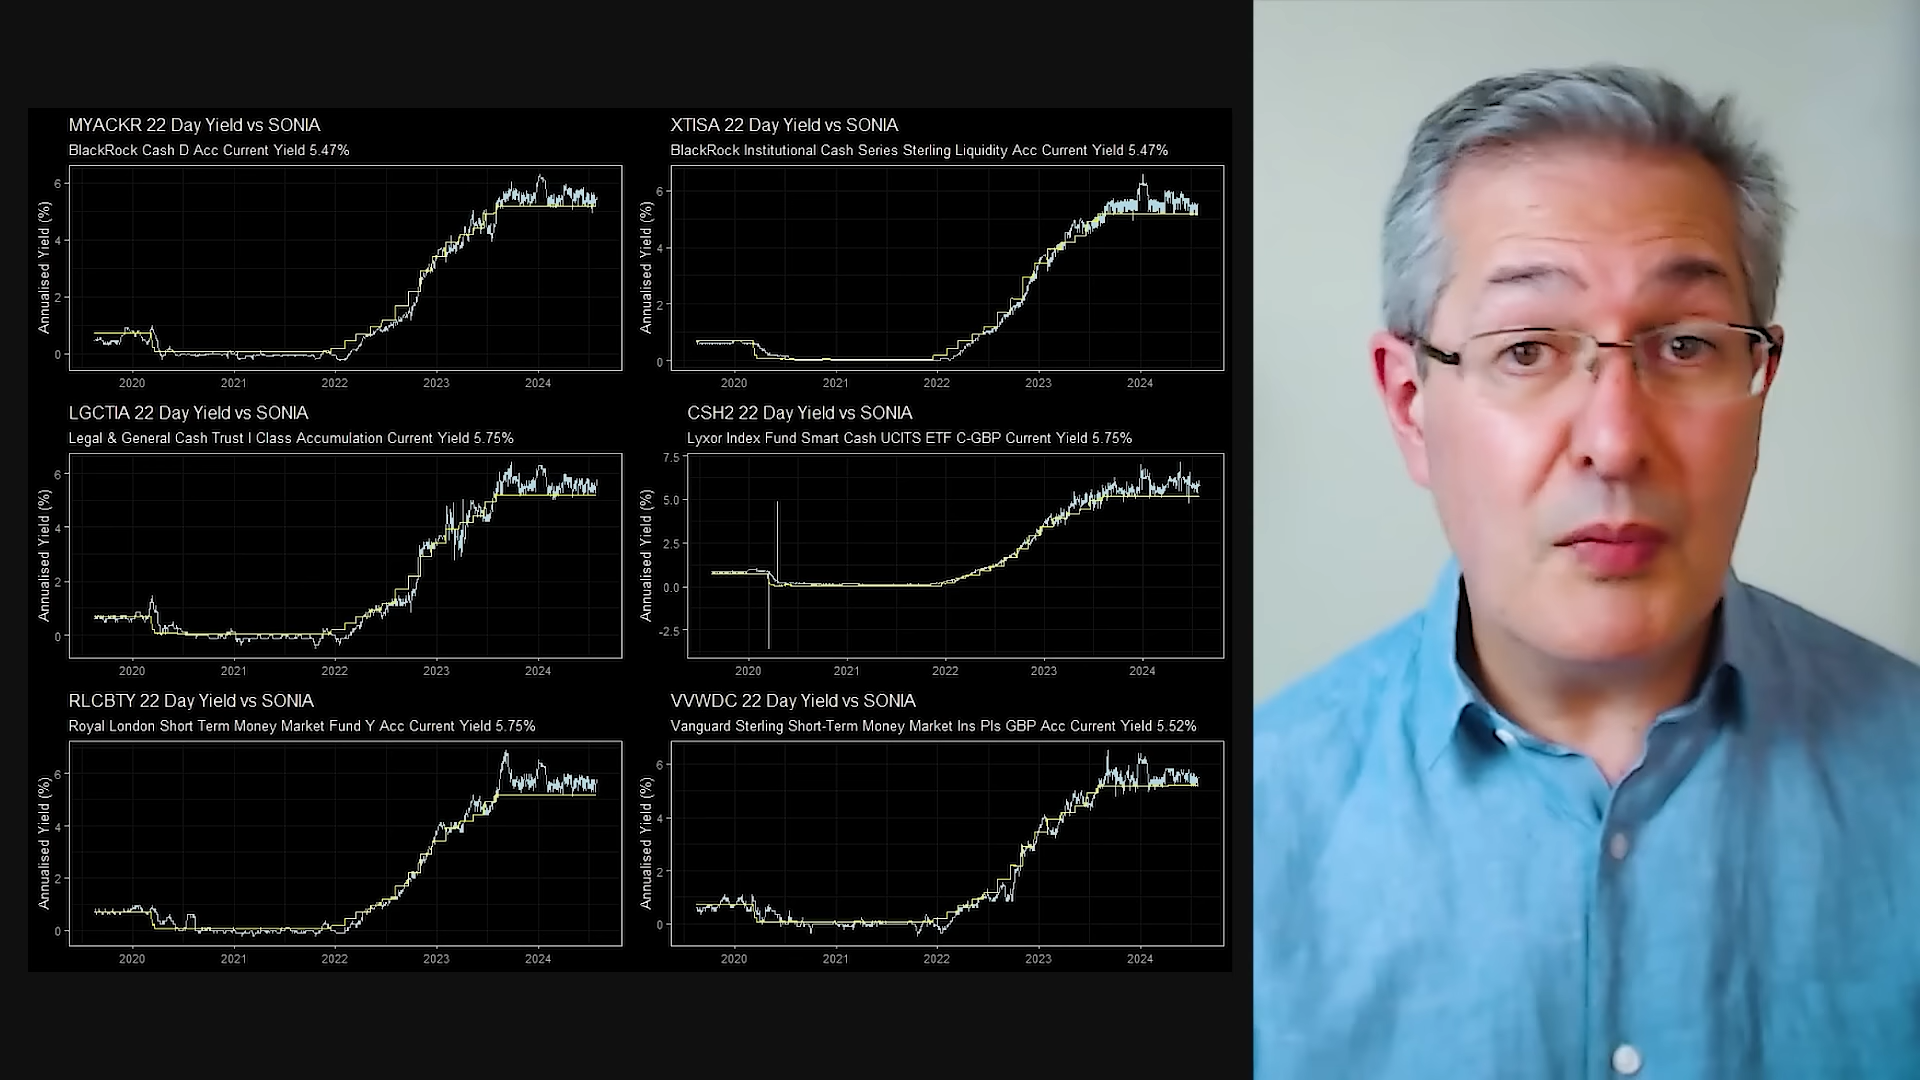 MYACKR 22 Day Yield vs SONIA
BlackRock Cash D Acc Current Yield 5.47%
Annualised Yield (%)
6
4
2
0
2020 2021 2022 2023 2024
XTISA 22 Day Yield vs SONIA
BlackRock Institutional Cash Series Sterling Liquidity Acc Current Yield 5.47%
Annualised Yield (%)
6
4
2
0
2020 2021 2022 2023 2024
LGCTIA 22 Day Yield vs SONIA
Legal & General Cash Trust I Class Accumulation Current Yield 5.75%
Annualised Yield (%)
6
4
2
0
2020 2021 2022 2023 2024
CSH2 22 Day Yield vs SONIA
Lyxor Index Fund Smart Cash UCITS ETF C-GBP Current Yield 5.75%
Annualised Yield (%)
7.5
5.0
2.5
0.0
-2.5
2020 2021 2022 2023 2024
RLCBTY 22 Day Yield vs SONIA
Royal London Short Term Money Market Fund Y Acc Current Yield 5.75%
Annualised Yield (%)
6
4
2
0
2020 2021 2022 2023 2024
VVWDC 22 Day Yield vs SONIA
Vanguard Sterling Short-Term Money Market Ins Pls GBP Acc Current Yield 5.52%
Annualised Yield (%)
6
4
2
0
2020 2021 2022 2023 2024